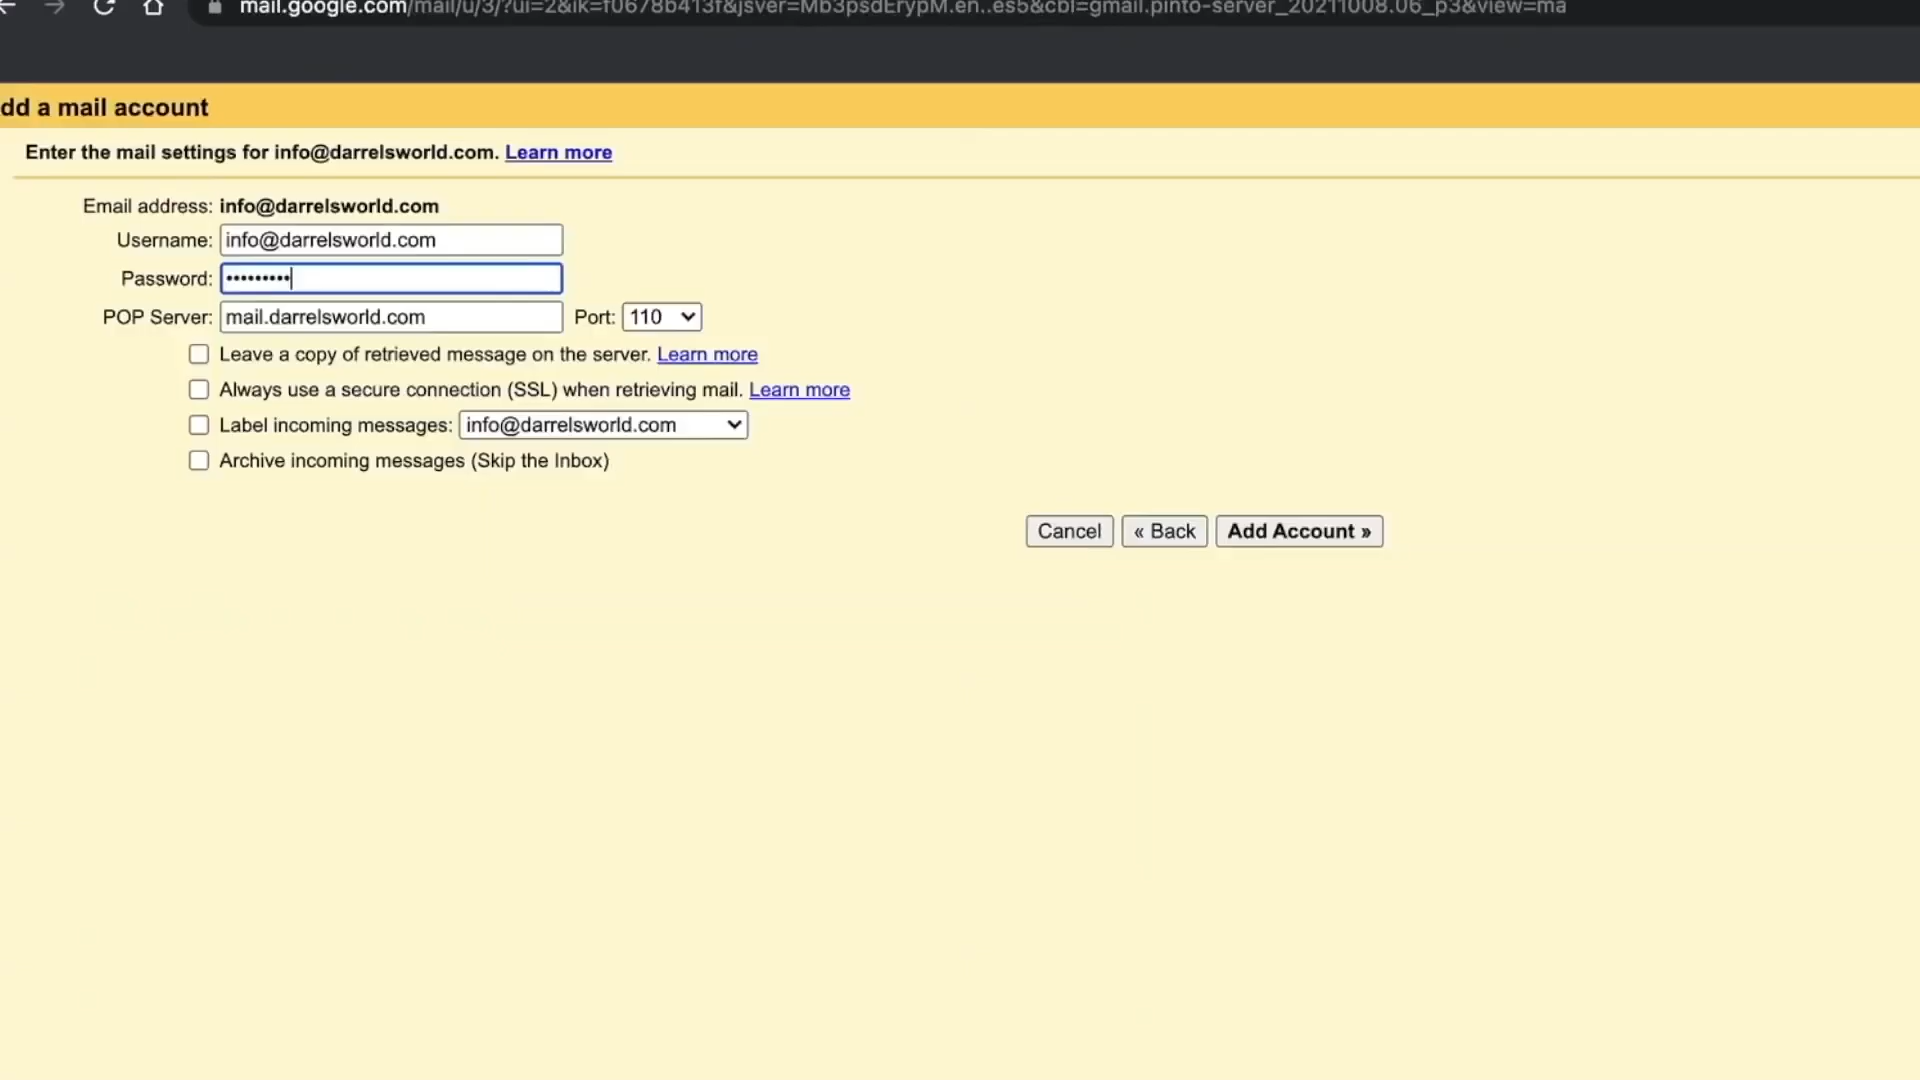 mail.google.com/mail/u/3/?ui=2&ik=f0678b413f&jsver=Mb3psdErypM.en..es5&cbl=gmail.pinto-server_20211008.06_p3&view=ma
dd a mail account
Enter the mail settings for info@darrelsworld.com. Learn more
Email address: info@darrelsworld.com
Username: info@darrelsworld.com
Password: •••••••••
POP Server: mail.darrelsworld.com Port: 110
Leave a copy of retrieved message on the server. Learn more
Always use a secure connection (SSL) when retrieving mail. Learn more
Label incoming messages: info@darrelsworld.com
Archive incoming messages (Skip the Inbox)
Cancel « Back Add Account »